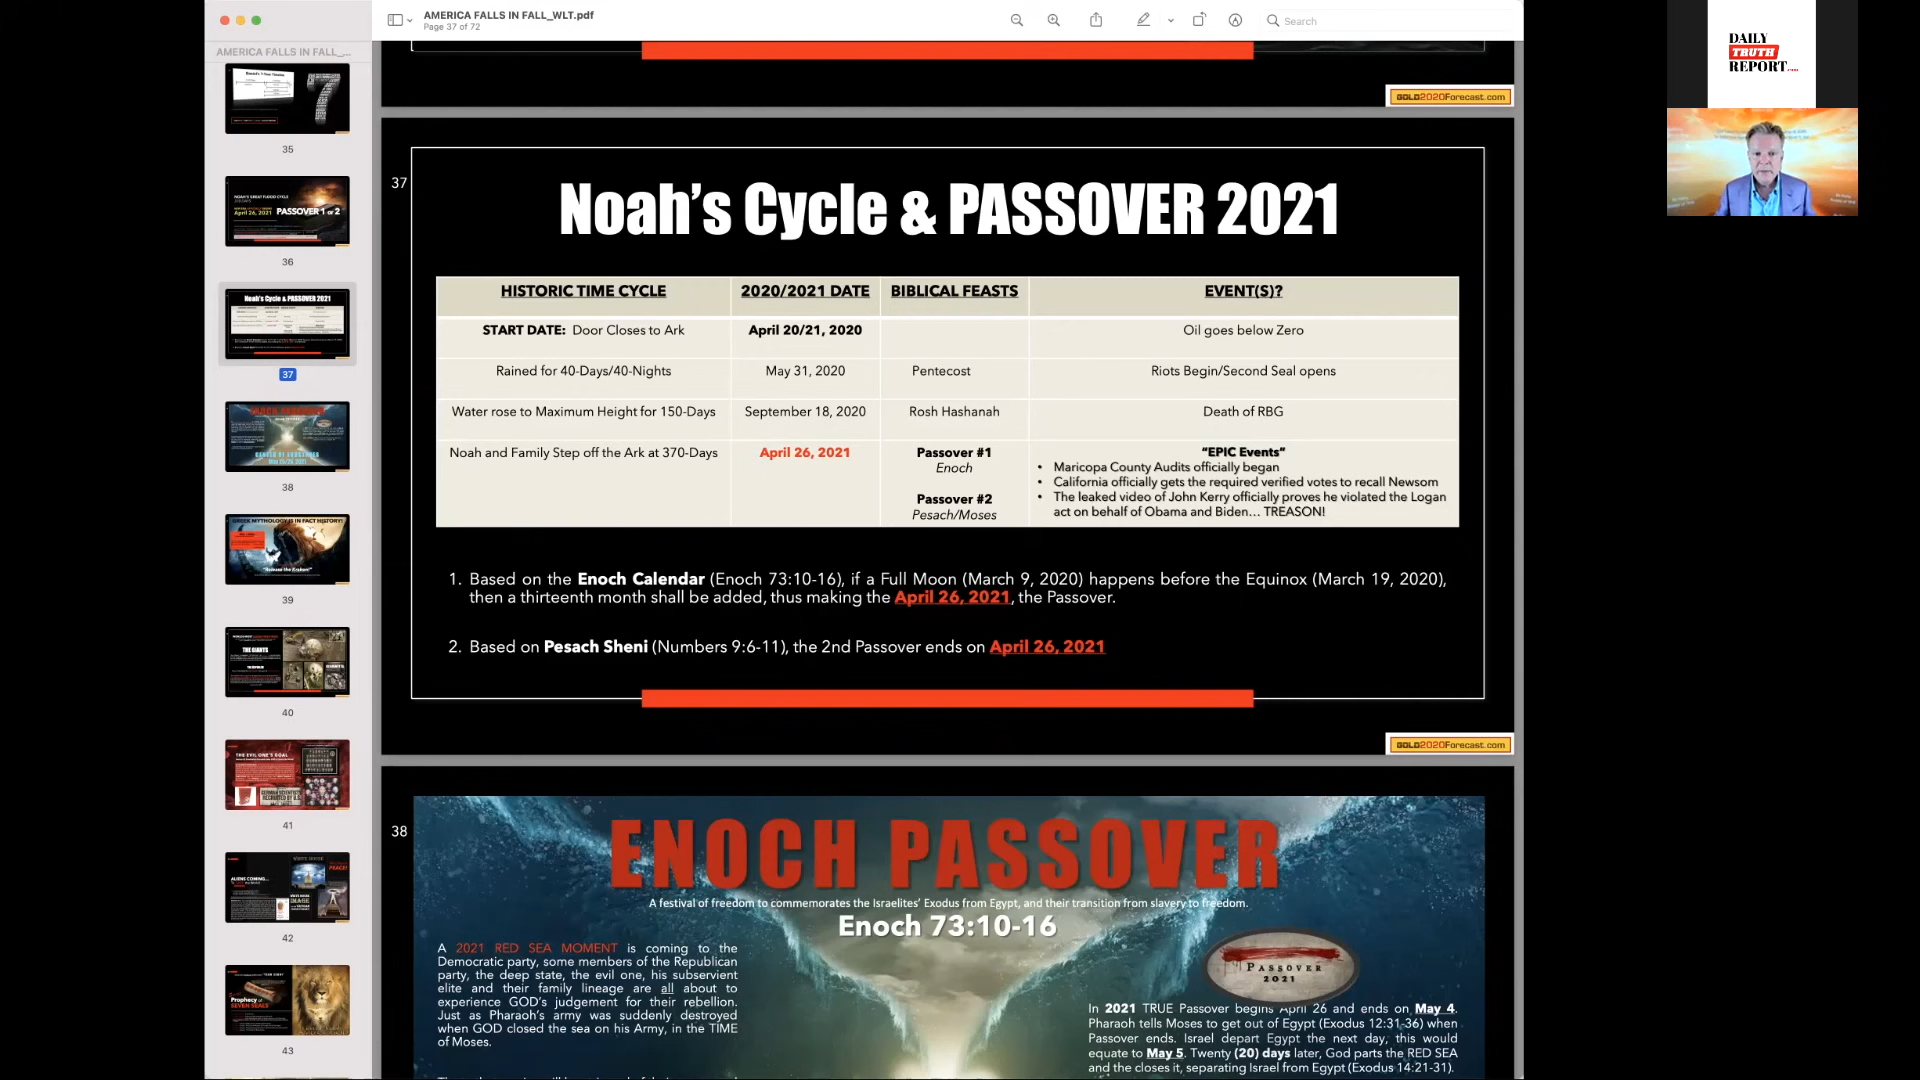 AMERICA FALLS IN FALL_WLT.pdf
Page 37 of 72
Search
AMERICA FALLS IN FALL_...
35
36
37
38
39
40
41
42
43
DAILY
TRUTH
REPORT
GOLD2020Forecast.com
37
Noah's Cycle & PASSOVER 2021
HISTORIC TIME CYCLE 2020/2021 DATE BIBLICAL FEASTS EVENT(S)?
START DATE: Door Closes to Ark April 20/21, 2020 Oil goes below Zero
Rained for 40-Days/40-Nights May 31, 2020 Pentecost Riots Begin/Second Seal opens
Water rose to Maximum Height for 150-Days September 18, 2020 Rosh Hashanah Death of RBG
Noah and Family Step off the Ark at 370-Days April 26, 2021 Passover #1 "EPIC Events"
Enoch • Maricopa County Audits officially began
• California officially gets the required verified votes to recall Newsom
Passover #2 • The leaked video of John Kerry officially proves he violated the Logan
Pesach/Moses act on behalf of Obama and Biden... TREASON!
1. Based on the Enoch Calendar (Enoch 73:10-16), if a Full Moon (March 9, 2020) happens before the Equinox (March 19, 2020),
then a thirteenth month shall be added, thus making the April 26, 2021, the Passover.
2. Based on Pesach Sheni (Numbers 9:6-11), the 2nd Passover ends on April 26, 2021
GOLD2020Forecast.com
38
ENOCH PASSOVER
A festival of freedom to commemorates the Israelites' Exodus from Egypt, and their transition from slavery to freedom.
Enoch 73:10-16
A 2021 RED SEA MOMENT is coming to the
Democratic party, some members of the Republican
party, the deep state, the evil one, his subservient
elite and their family lineage are all about to
experience GOD's judgement for their rebellion.
Just as Pharaoh's army was suddenly destroyed
when GOD closed the sea on his Army, in the TIME
of Moses.
PASSOVER
2021
In 2021 TRUE Passover begins April 26 and ends on May 4.
Pharaoh tells Moses to get out of Egypt (Exodus 12:31-36) when
Passover ends. Israel depart Egypt the next day, this would
equate to May 5. Twenty (20) days later, God parts the RED SEA
and the closes it, separating Israel from Egypt (Exodus 14:21-31).